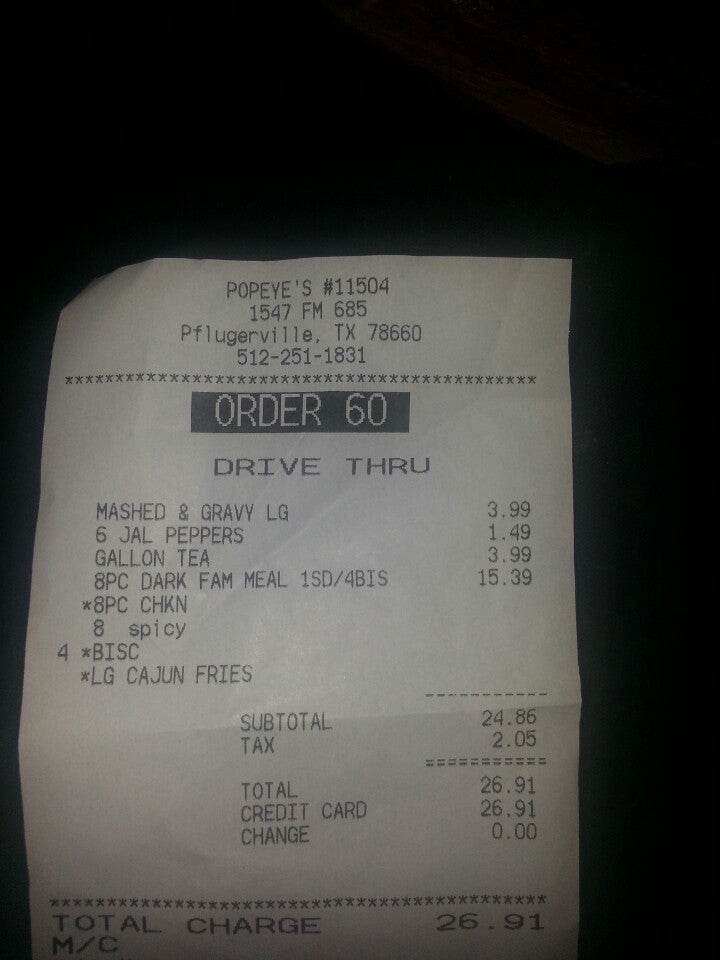 POPEYE'S #11504
1547 FM 685
Pflugerville, TX 78660
512-251-1831
******************************************
ORDER 60
DRIVE THRU
MASHED & GRAVY LG 3.99
6 JAL PEPPERS 1.49
GALLON TEA 3.99
8PC DARK FAM MEAL 1SD/4BIS 15.39
*8PC CHKN
8 spicy
4 *BISC
*LG CAJUN FRIES
-----------
SUBTOTAL 24.86
TAX 2.05
===========
TOTAL 26.91
CREDIT CARD 26.91
CHANGE 0.00
******************************************
TOTAL CHARGE 26.91
M/C